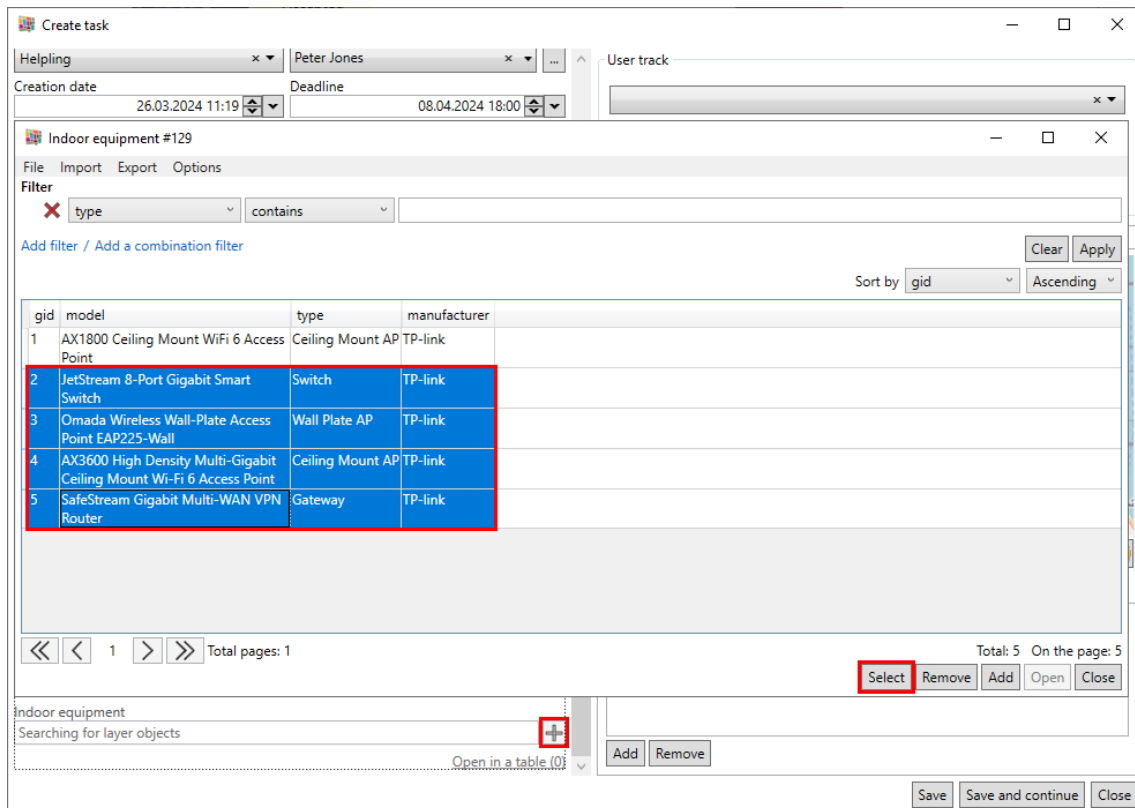 Create task
Helpling
Peter Jones
...
User track
Creation date
Deadline
26.03.2024 11:19
08.04.2024 18:00
Indoor equipment #129
File Import Export Options
Filter
type
contains
Add filter / Add a combination filter
Clear
Apply
Sort by
gid
Ascending
gid model type manufacturer
1 AX1800 Ceiling Mount WiFi 6 Access Ceiling Mount AP TP-link
Point
2 JetStream 8-Port Gigabit Smart Switch TP-link
Switch
3 Omada Wireless Wall-Plate Access Wall Plate AP TP-link
Point EAP225-Wall
4 AX3600 High Density Multi-Gigabit Ceiling Mount AP TP-link
Ceiling Mount Wi-Fi 6 Access Point
5 SafeStream Gigabit Multi-WAN VPN Gateway TP-link
Router
1
Total pages: 1
Total: 5 On the page: 5
Select
Remove
Add
Open
Close
Indoor equipment
Searching for layer objects
Open in a table (0)
Add
Remove
Save
Save and continue
Close